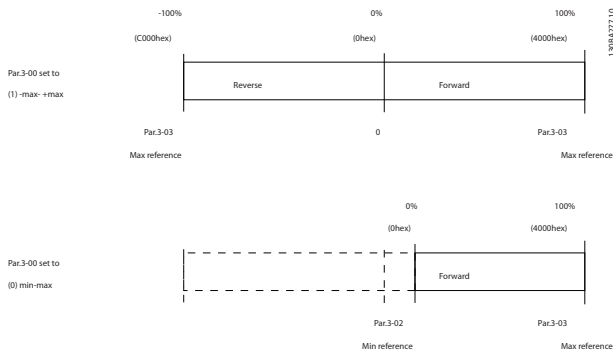 -100% 0% 100%
(C000hex) (0hex) (4000hex)
130BA277.10
Par.3-00 set to
(1) -max- +max
Reverse Forward
Par.3-03 0 Par.3-03
Max reference Max reference
0% 100%
(0hex) (4000hex)
Par.3-00 set to
(0) min-max
Forward
Par.3-02 Par.3-03
Min reference Max reference